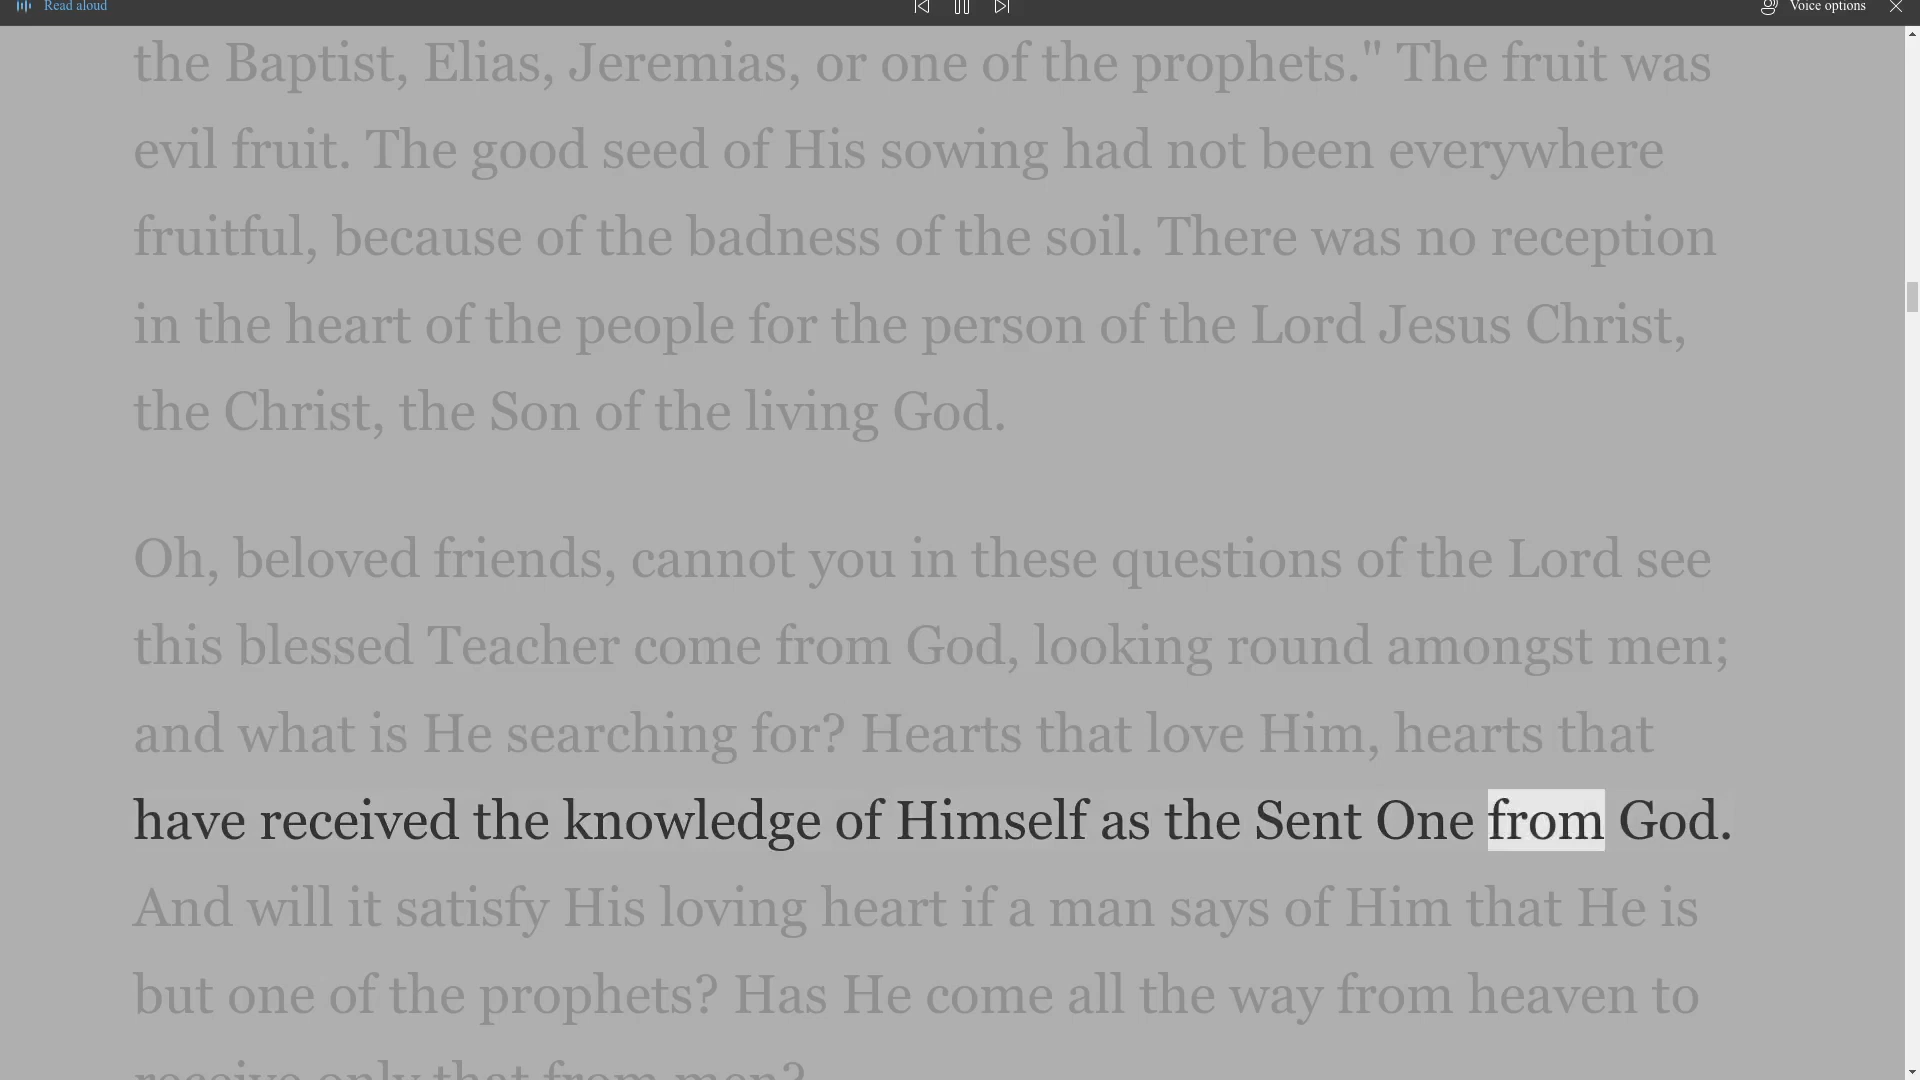 Read aloud
Voice options
the Baptist, Elias, Jeremias, or one of the prophets." The fruit was
evil fruit. The good seed of His sowing had not been everywhere
fruitful, because of the badness of the soil. There was no reception
in the heart of the people for the person of the Lord Jesus Christ,
the Christ, the Son of the living God.
Oh, beloved friends, cannot you in these questions of the Lord see
this blessed Teacher come from God, looking round amongst men;
and what is He searching for? Hearts that love Him, hearts that
have received the knowledge of Himself as the Sent One from God.
And will it satisfy His loving heart if a man says of Him that He is
but one of the prophets? Has He come all the way from heaven to
receive only that from men?